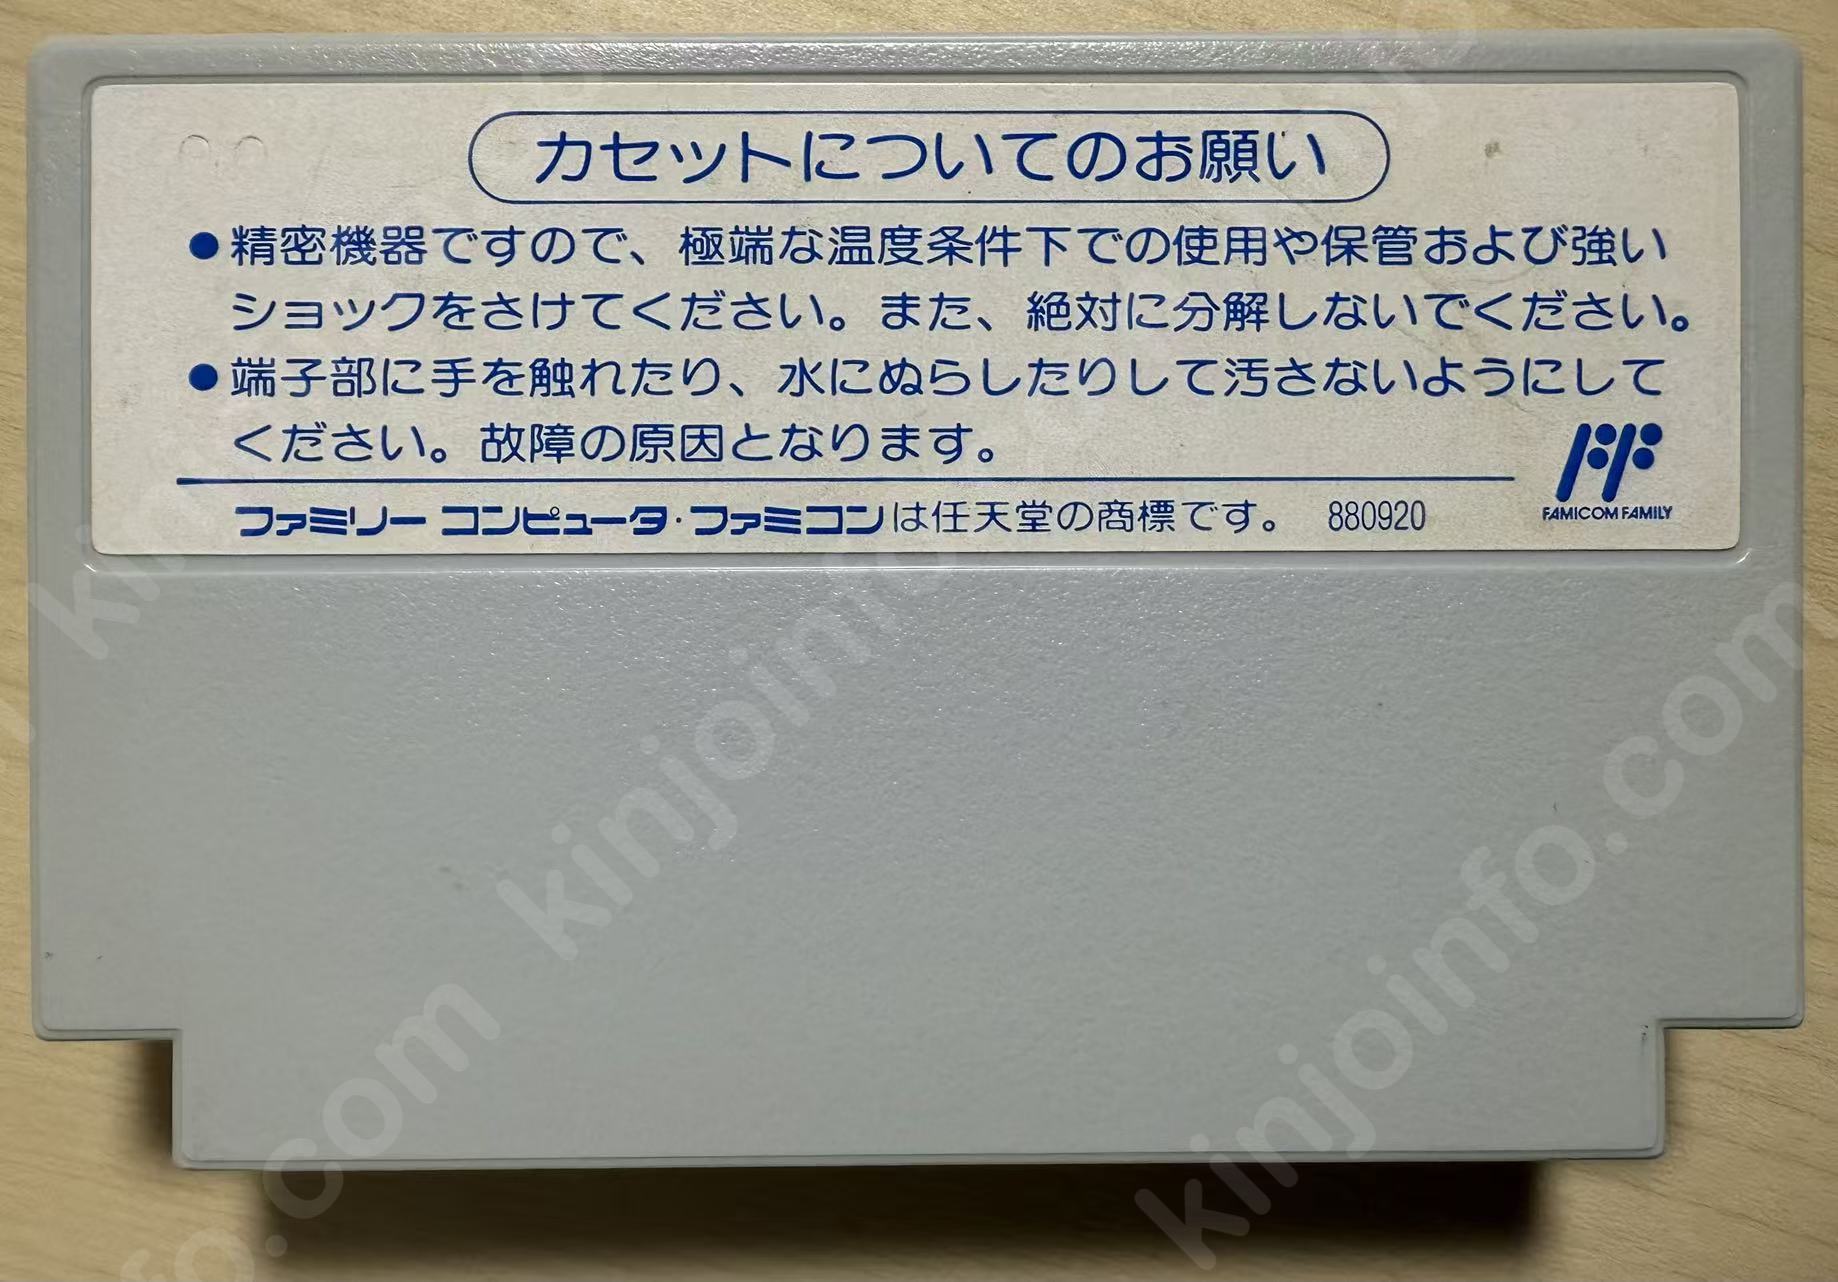 カセットについてのお願い
●精密機器ですので、極端な温度条件下での使用や保管および強い
ショックをさけてください。また、絶対に分解しないでください。
●端子部に手を触れたり、水にぬらしたりして汚さないようにして
ください。故障の原因となります。
ファミリー コンピュータ・ファミコンは任天堂の商標です。 880920
FAMICOM FAMILY
kinjoinfo.com
kinjoinfo.com